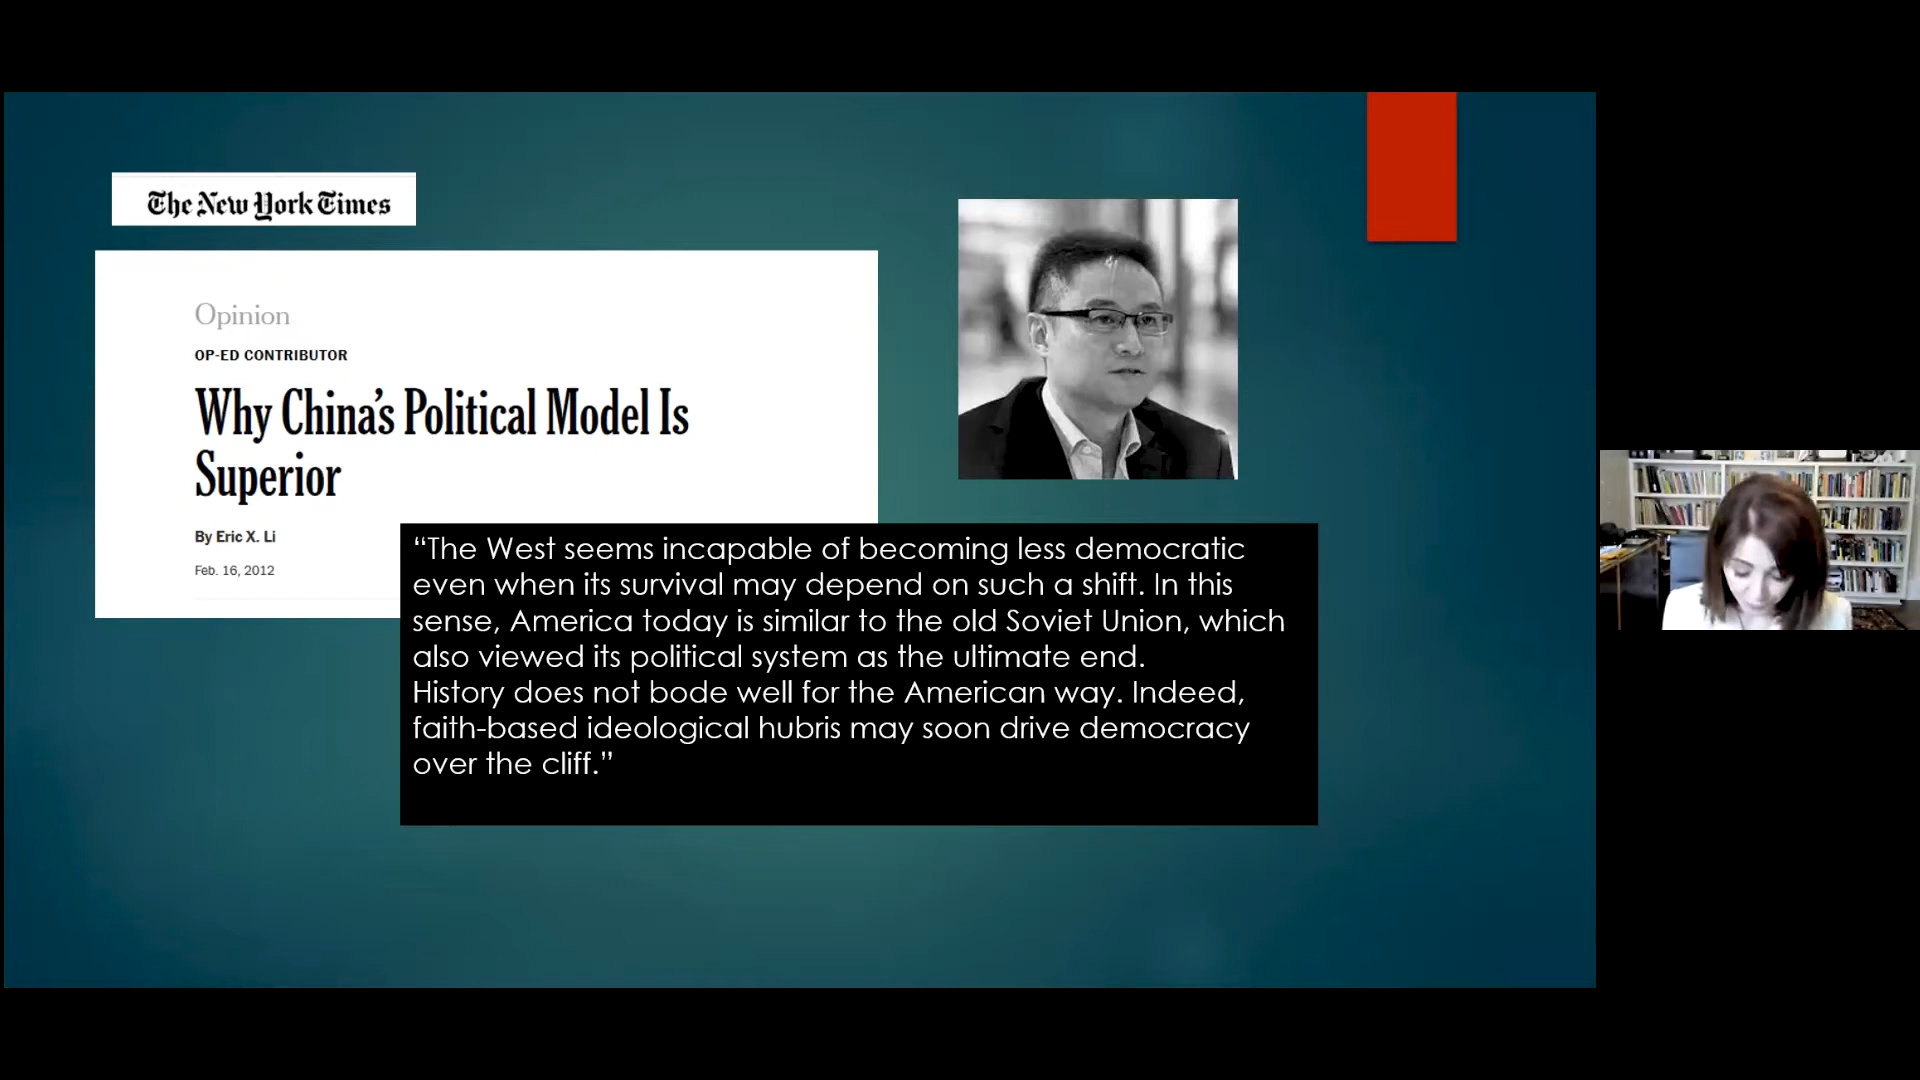 The New York Times
Opinion
OP-ED CONTRIBUTOR
Why China’s Political Model Is
Superior
By Eric X. Li
Feb. 16, 2012
“The West seems incapable of becoming less democratic
even when its survival may depend on such a shift. In this
sense, America today is similar to the old Soviet Union, which
also viewed its political system as the ultimate end.
History does not bode well for the American way. Indeed,
faith-based ideological hubris may soon drive democracy
over the cliff.”